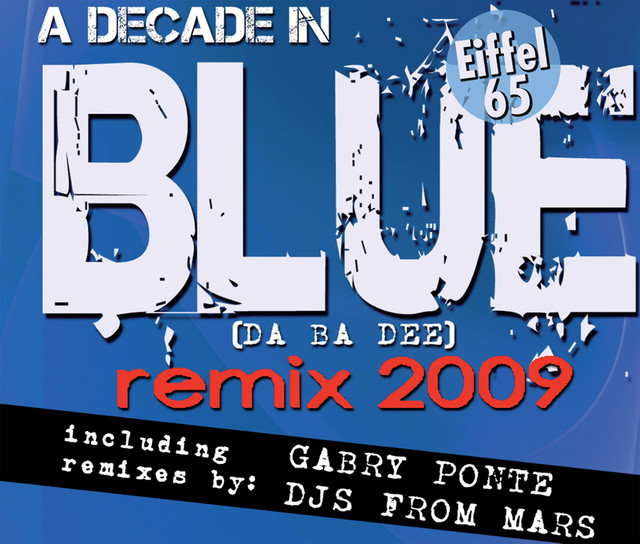 A DECADE IN
BLUE
Eiffel
65
(DA BA DEE)
remix 2009
including
remixes by:
GABRY PONTE
DJS FROM MARS